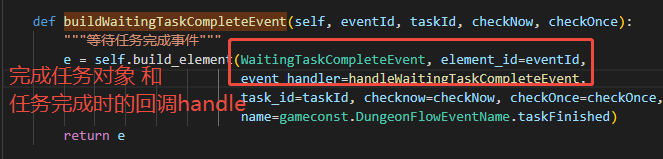 def buildWaitingTaskCompleteEvent(self, eventId, taskId, checkNow, checkOnce):
"""等待任务完成事件"""
e = self.build_element(WaitingTaskCompleteEvent, element_id=eventId,
event_handler=handleWaitingTaskCompleteEvent,
task_id=taskId, checknow=checkNow, checkOnce=checkOnce,
name=gameconst.DungeonFlowEventName.taskFinished)
return e
完成任务对象 和
任务完成时的回调handle